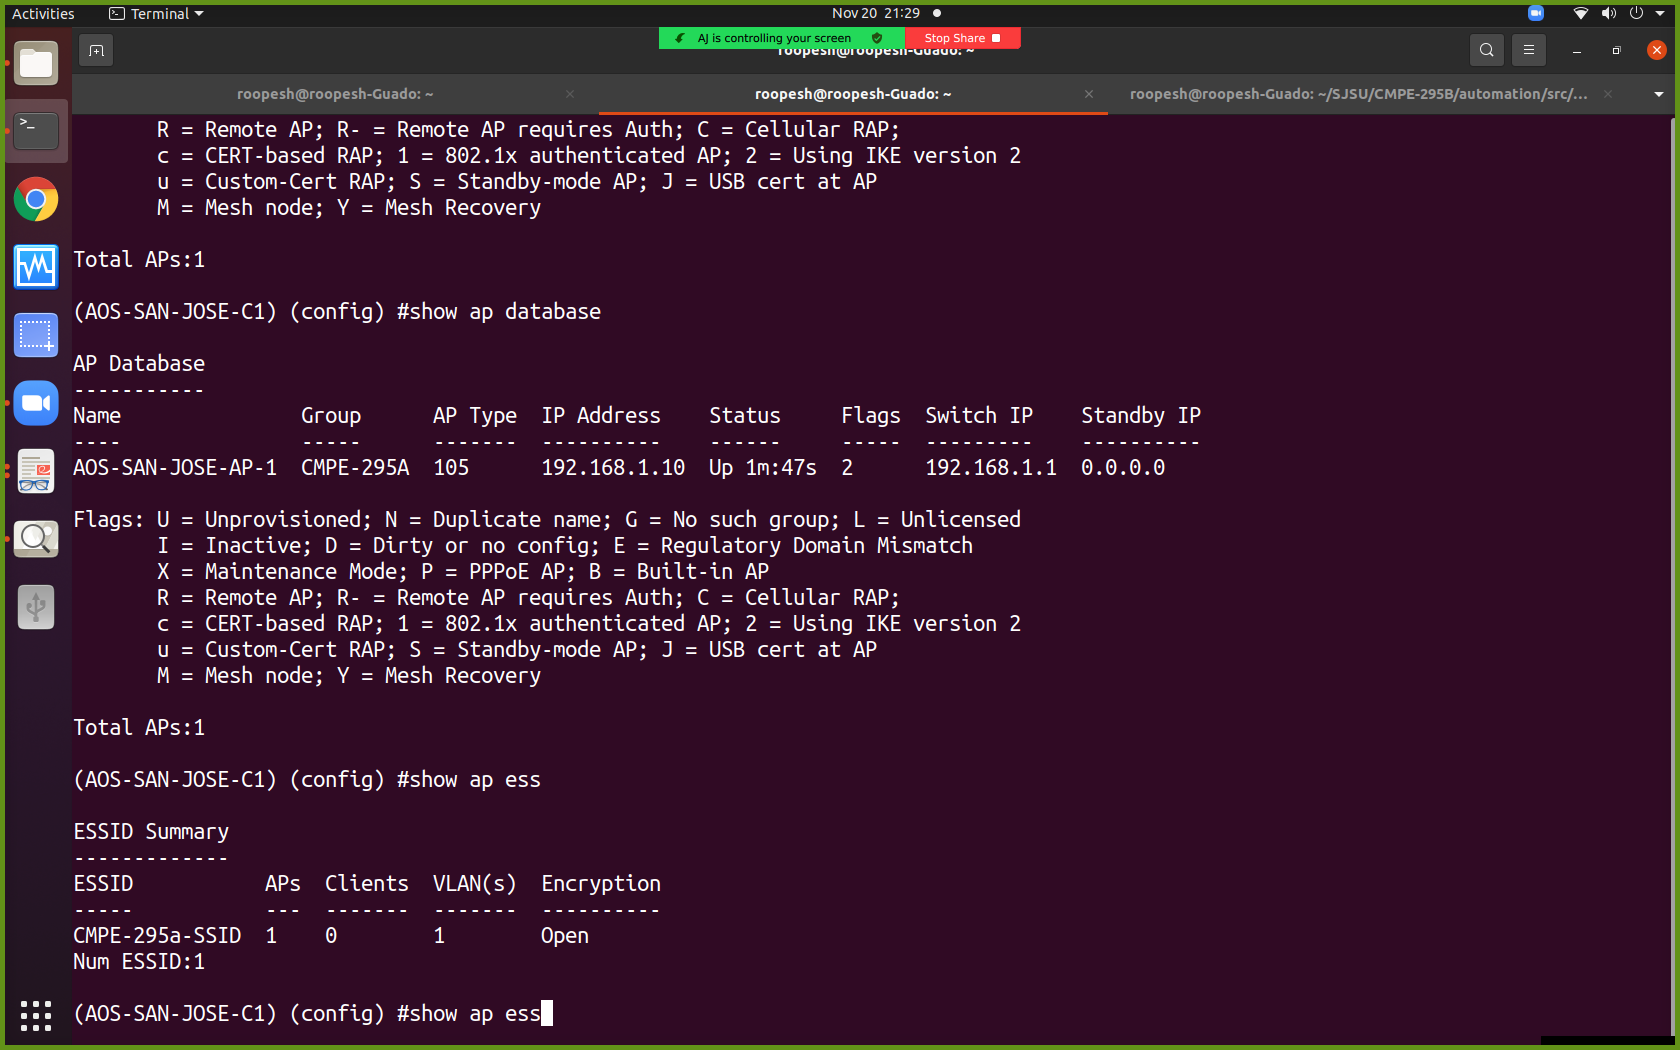 Activities Terminal Nov 20 21:29
AJ is controlling your screen Stop Share
roopesh@roopesh-Guado: ~
roopesh@roopesh-Guado: ~ roopesh@roopesh-Guado: ~ roopesh@roopesh-Guado: ~/SJSU/CMPE-295B/automation/src/...
R = Remote AP; R- = Remote AP requires Auth; C = Cellular RAP;
c = CERT-based RAP; 1 = 802.1x authenticated AP; 2 = Using IKE version 2
u = Custom-Cert RAP; S = Standby-mode AP; J = USB cert at AP
M = Mesh node; Y = Mesh Recovery
Total APs:1
(AOS-SAN-JOSE-C1) (config) #show ap database
AP Database
-----------
Name Group AP Type IP Address Status Flags Switch IP Standby IP
---- ----- ------- ---------- ------ ----- --------- ----------
AOS-SAN-JOSE-AP-1 CMPE-295A 105 192.168.1.10 Up 1m:47s 2 192.168.1.1 0.0.0.0
Flags: U = Unprovisioned; N = Duplicate name; G = No such group; L = Unlicensed
I = Inactive; D = Dirty or no config; E = Regulatory Domain Mismatch
X = Maintenance Mode; P = PPPoE AP; B = Built-in AP
R = Remote AP; R- = Remote AP requires Auth; C = Cellular RAP;
c = CERT-based RAP; 1 = 802.1x authenticated AP; 2 = Using IKE version 2
u = Custom-Cert RAP; S = Standby-mode AP; J = USB cert at AP
M = Mesh node; Y = Mesh Recovery
Total APs:1
(AOS-SAN-JOSE-C1) (config) #show ap ess
ESSID Summary
-------------
ESSID APs Clients VLAN(s) Encryption
----- --- ------- ------- ----------
CMPE-295a-SSID 1 0 1 Open
Num ESSID:1
(AOS-SAN-JOSE-C1) (config) #show ap ess